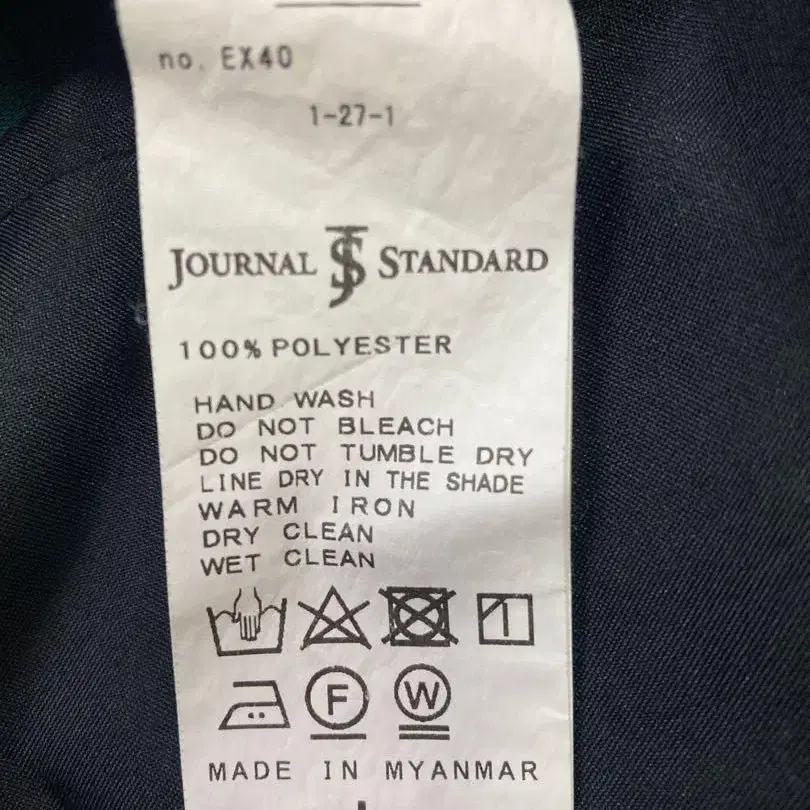 no. EX40
1-27-1
JOURNAL JS STANDARD
100% POLYESTER
HAND WASH
DO NOT BLEACH
DO NOT TUMBLE DRY
LINE DRY IN THE SHADE
WARM IRON
DRY CLEAN
WET CLEAN
F W
MADE IN MYANMAR